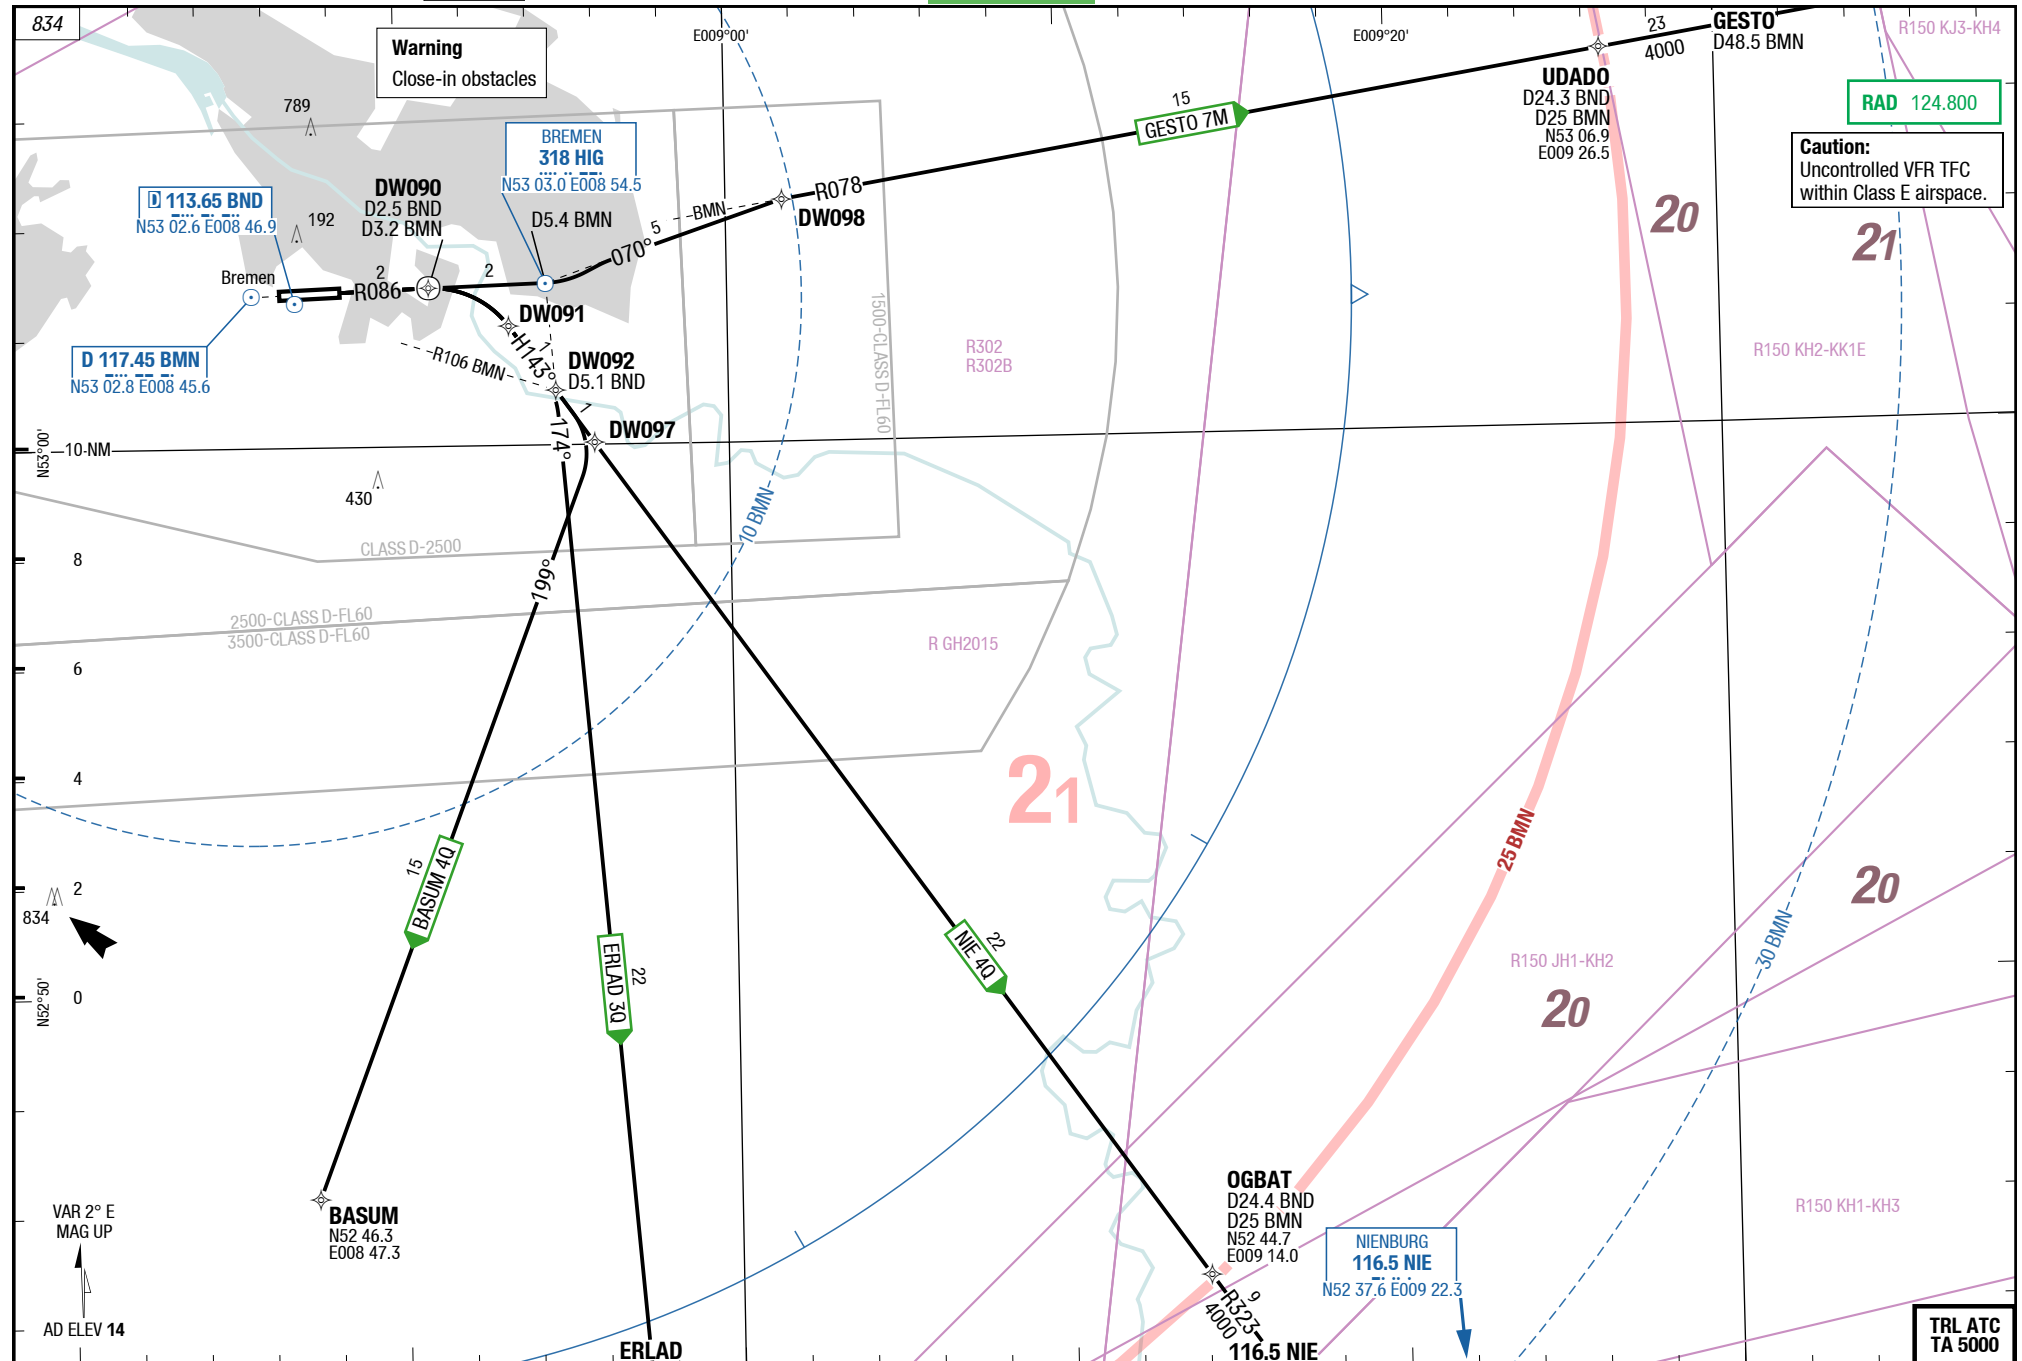 834
Warning
Close-in obstacles
E009°00'
E009°20'
23
4000
GESTO
D48.5 BMN
R150 KJ3-KH4
UDADO
D24.3 BND
D25 BMN
N53 06.9
E009 26.5
RAD 124.800
Caution:
Uncontrolled VFR TFC
within Class E airspace.
789
15
GESTO 7M
BREMEN
318 HIG
N53 03.0 E008 54.5
D 113.65 BND
N53 02.6 E008 46.9
192
DW090
D2.5 BND
D3.2 BMN
D5.4 BMN
5
BMN
R078
DW098
20
21
070°
Bremen
2
R086
2
DW091
1
H143°
D 117.45 BMN
N53 02.8 E008 45.6
R106 BMN
DW092
D5.1 BND
1500-CLASS D-FL60
R302
R302B
R150 KH2-KK1E
1
174°
DW097
N53°00'
10 NM
430
CLASS D-2500
10 BMN
8
199°
2500-CLASS D-FL60
3500-CLASS D-FL60
R GH2015
6
4
21
25 BMN
15
BASUM 4Q
2
834
20
22
ERLAD 3Q
22
NIE 4Q
30 BMN
R150 JH1-KH2
20
N52°50'
0
OGBAT
D24.4 BND
D25 BMN
N52 44.7
E009 14.0
BASUM
N52 46.3
E008 47.3
VAR 2° E
MAG UP
AD ELEV 14
R150 KH1-KH3
NIENBURG
116.5 NIE
N52 37.6 E009 22.3
9
R323
4000
116.5 NIE
ERLAD
TRL ATC
TA 5000